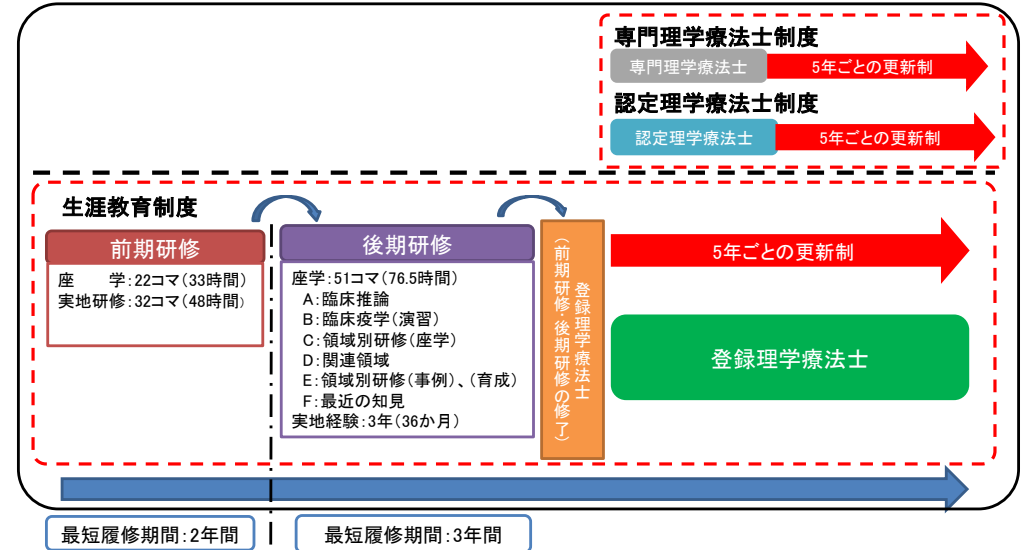 専門理学療法士制度
専門理学療法士
5年ごとの更新制
認定理学療法士制度
認定理学療法士
5年ごとの更新制
生涯教育制度
前期研修
座　　学:22コマ(33時間)
実地研修:32コマ(48時間)
後期研修
座学:51コマ(76.5時間)
A:臨床推論
B:臨床疫学(演習)
C:領域別研修(座学)
D:関連領域
E:領域別研修(事例)、(育成)
F:最近の知見
実地経験:3年(36か月)
登録理学療法士
(前期研修・後期研修の修了)
5年ごとの更新制
登録理学療法士
最短履修期間:2年間
最短履修期間:3年間